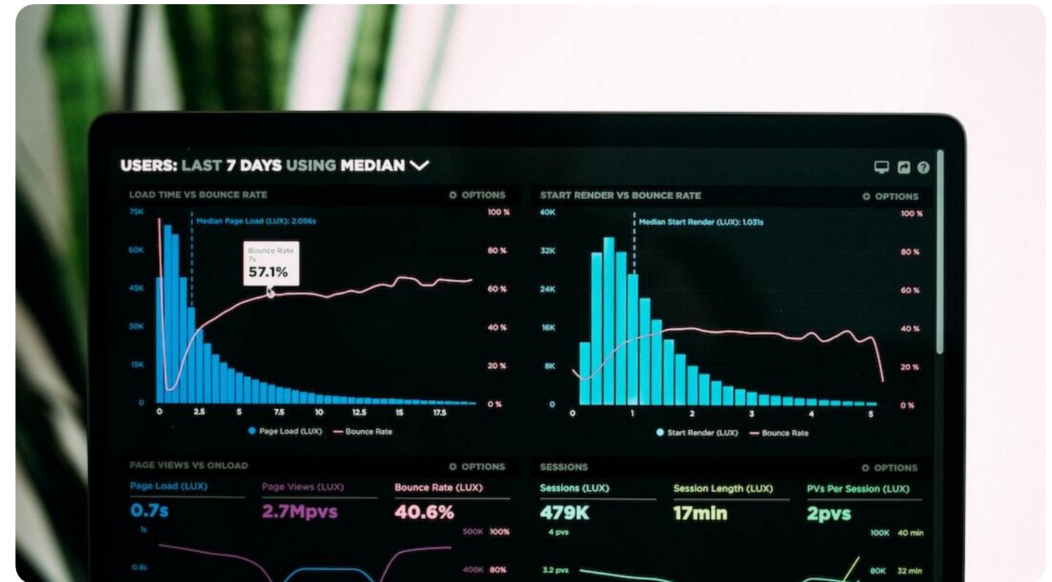 USERS: LAST 7 DAYS USING MEDIAN
LOAD TIME VS BOUNCE RATE
OPTIONS
75K
60K
45K
30K
15K
0
Median Page Load (LUX): 2.056s
Bounce Rate
7s
57.1%
100 %
80 %
60 %
40 %
20 %
0 %
0 2.5 5 7.5 10 12.5 15 17.5
Page Load (LUX) Bounce Rate
START RENDER VS BOUNCE RATE
OPTIONS
40K
32K
24K
16K
8K
0
Median Start Render (LUX): 1.031s
100 %
80 %
60 %
40 %
20 %
0 %
0 1 2 3 4 5
Start Render (LUX) Bounce Rate
PAGE VIEWS VS ONLOAD
OPTIONS
Page Load (LUX)
0.7s
Page Views (LUX)
2.7Mpvs
Bounce Rate (LUX)
40.6%
1s
0.8s
500K 100%
400K 80%
SESSIONS
OPTIONS
Sessions (LUX)
479K
Session Length (LUX)
17min
PVs Per Session (LUX)
2pvs
4 pvs
3.2 pvs
100K 40 min
80K 32 min